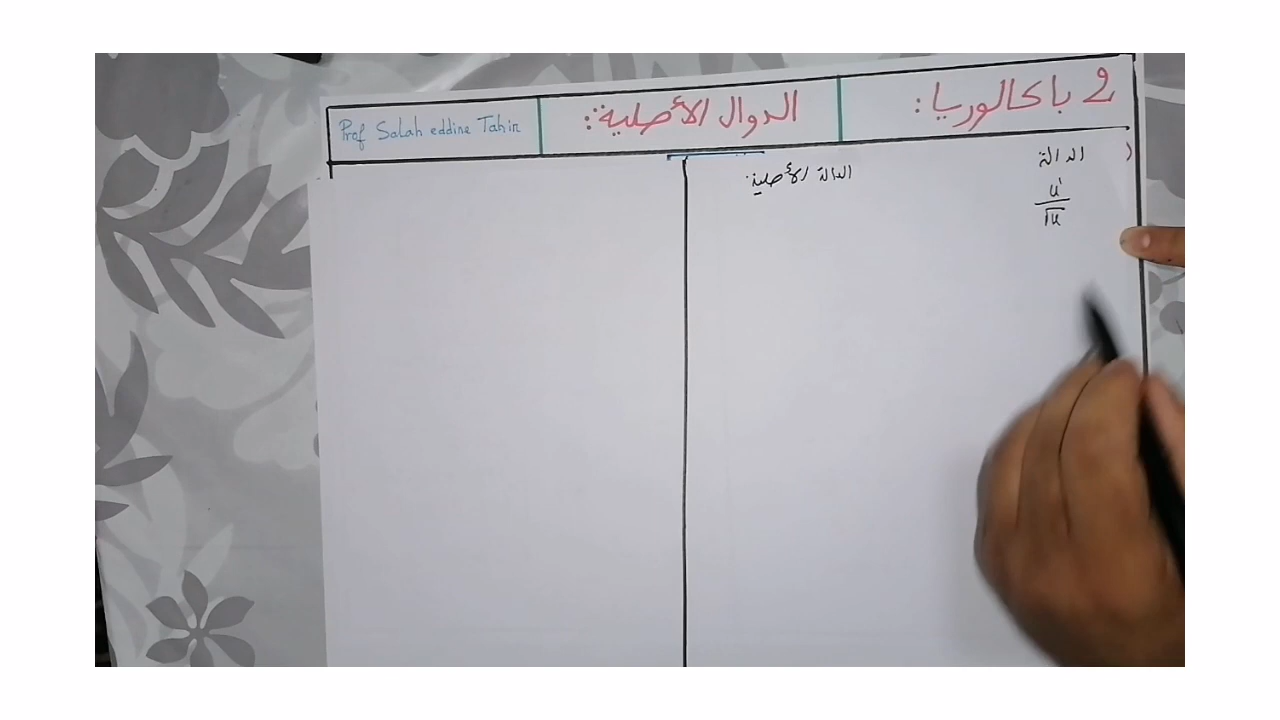 2 باكالوريا:
الدوال الأصلية:
Prof Salah eddine Tahir
الدالة
الدالة الأصلية:
u'
√u